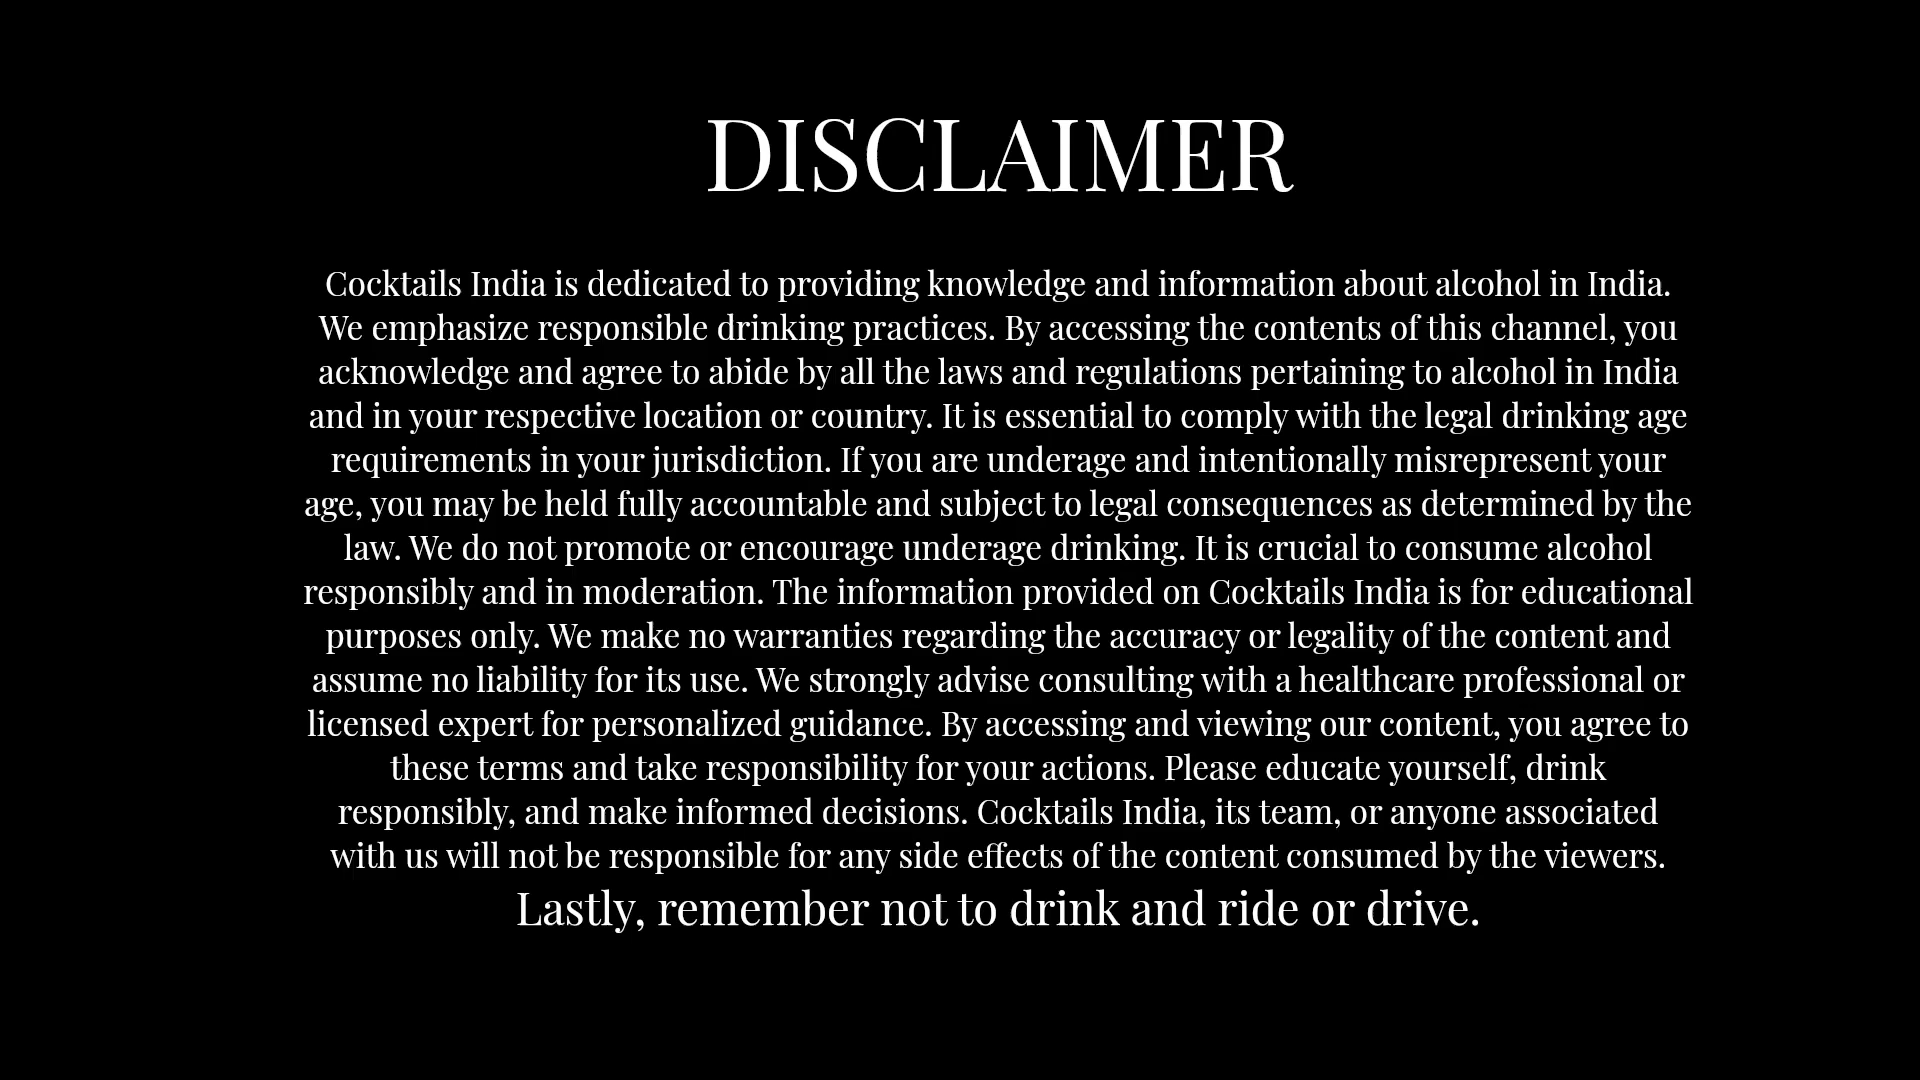 DISCLAIMER
Cocktails India is dedicated to providing knowledge and information about alcohol in India.
We emphasize responsible drinking practices. By accessing the contents of this channel, you
acknowledge and agree to abide by all the laws and regulations pertaining to alcohol in India
and in your respective location or country. It is essential to comply with the legal drinking age
requirements in your jurisdiction. If you are underage and intentionally misrepresent your
age, you may be held fully accountable and subject to legal consequences as determined by the
law. We do not promote or encourage underage drinking. It is crucial to consume alcohol
responsibly and in moderation. The information provided on Cocktails India is for educational
purposes only. We make no warranties regarding the accuracy or legality of the content and
assume no liability for its use. We strongly advise consulting with a healthcare professional or
licensed expert for personalized guidance. By accessing and viewing our content, you agree to
these terms and take responsibility for your actions. Please educate yourself, drink
responsibly, and make informed decisions. Cocktails India, its team, or anyone associated
with us will not be responsible for any side effects of the content consumed by the viewers.
Lastly, remember not to drink and ride or drive.